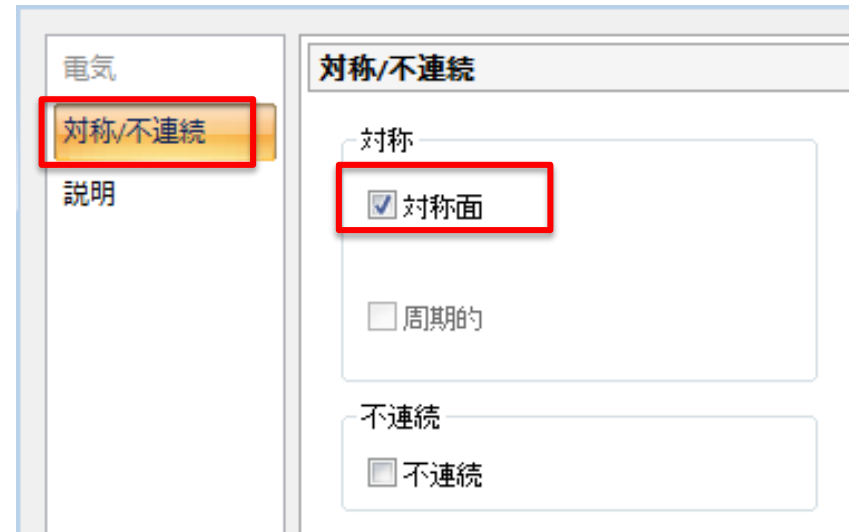 電気
対称/不連続
説明
対称/不連続
対称
対称面
周期的
不連続
不連続